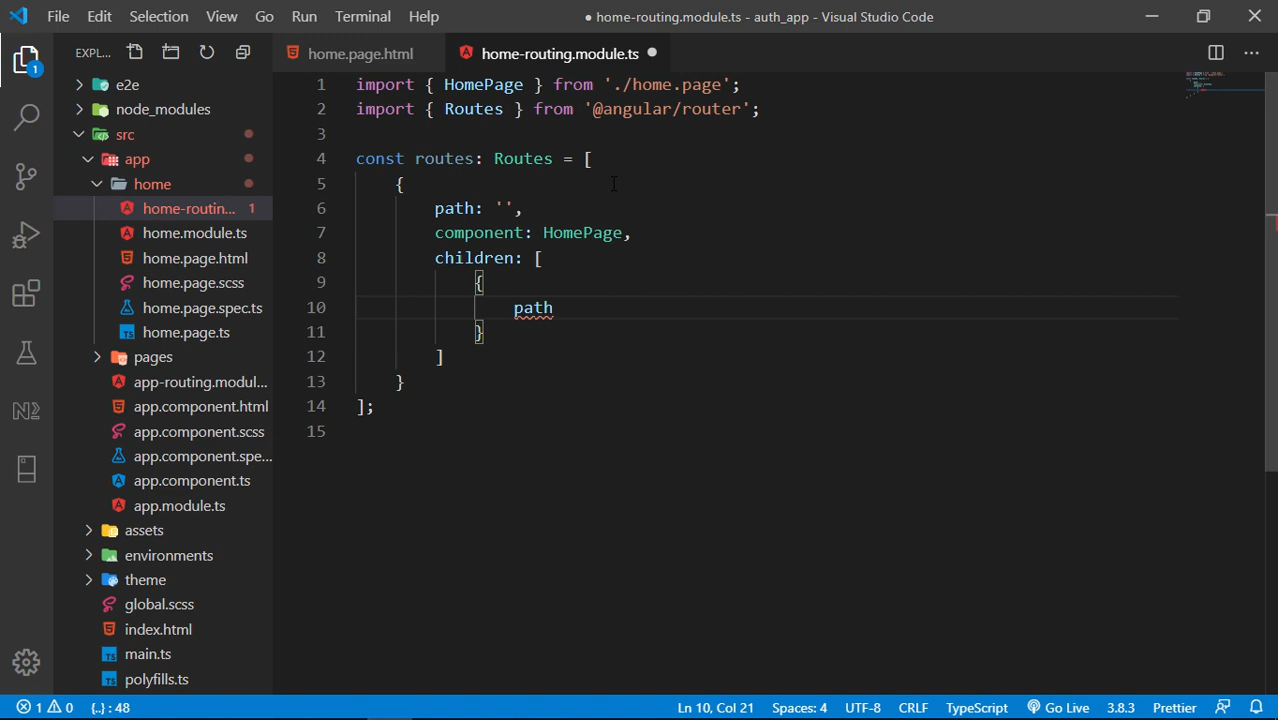 File Edit Selection View Go Run Terminal Help
● home-routing.module.ts - auth_app - Visual Studio Code
EXPL...
home.page.html
home-routing.module.ts
1
e2e
node_modules
src
app
home
home-routin... 1
home.module.ts
home.page.html
home.page.scss
home.page.spec.ts
home.page.ts
pages
app-routing.modul...
app.component.html
app.component.scss
app.component.spe...
app.component.ts
app.module.ts
assets
environments
theme
global.scss
index.html
main.ts
polyfills.ts
1 import { HomePage } from './home.page';
2 import { Routes } from '@angular/router';
3
4 const routes: Routes = [
5 {
6 path: '',
7 component: HomePage,
8 children: [
9 {
10 path
11 }
12 ]
13 }
14 ];
15
1 0 {..} : 48 Ln 10, Col 21 Spaces: 4 UTF-8 CRLF TypeScript Go Live 3.8.3 Prettier